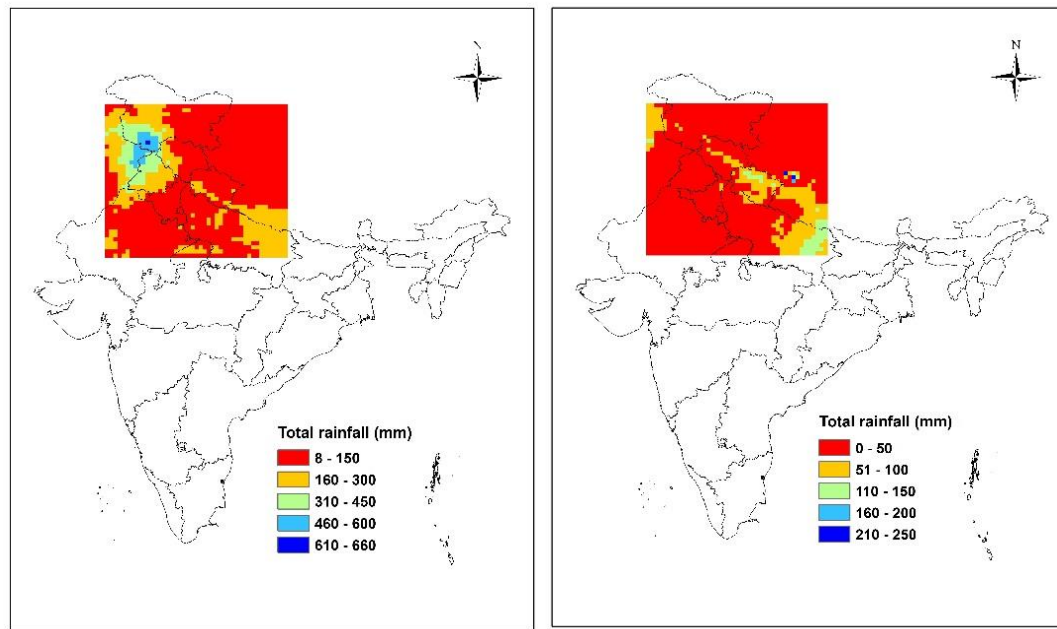 N
Total rainfall (mm)
8 - 150
160 - 300
310 - 450
460 - 600
610 - 660
N
Total rainfall (mm)
0 - 50
51 - 100
110 - 150
160 - 200
210 - 250